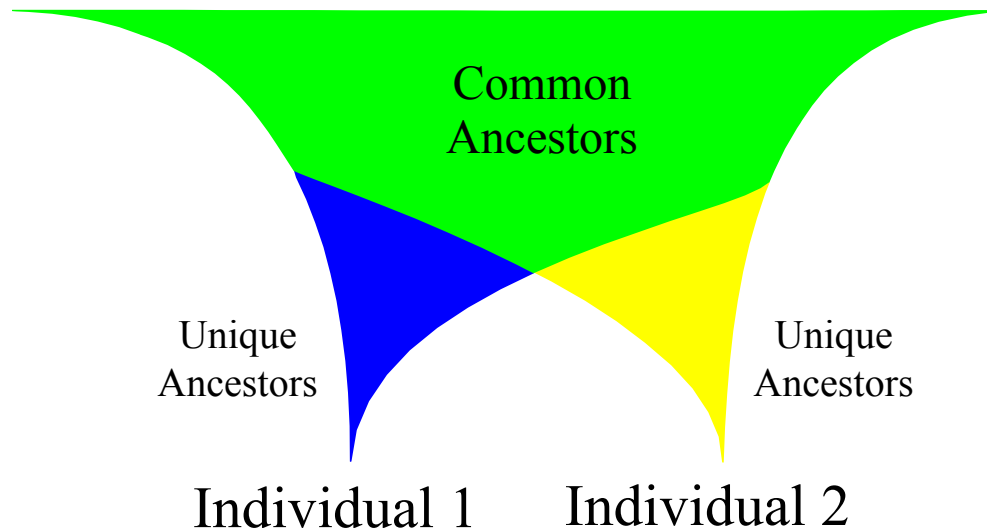 Common
Ancestors
Unique
Ancestors
Unique
Ancestors
Individual 1
Individual 2